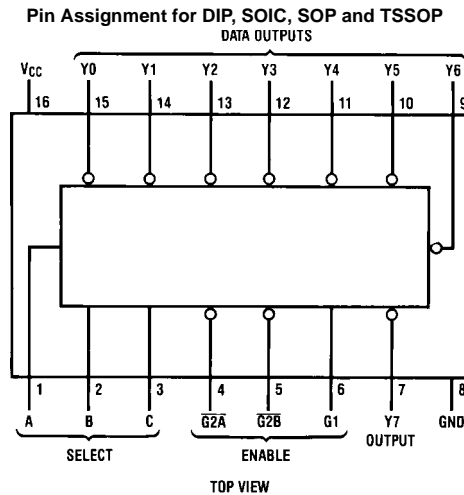 Pin Assignment for DIP, SOIC, SOP and TSSOP
DATA OUTPUTS
VCC Y0 Y1 Y2 Y3 Y4 Y5 Y6
16 15 14 13 12 11 10 9
1 2 3 4 5 6 7 8
A B C G2A G2B G1 Y7 GND
OUTPUT
SELECT ENABLE
TOP VIEW